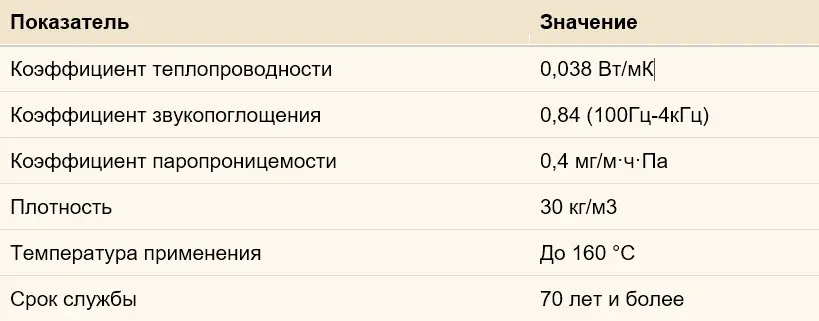 Показатель Значение
Коэффициент теплопроводности 0,038 Вт/мК
Коэффициент звукопоглощения 0,84 (100Гц-4кГц)
Коэффициент паропроницемости 0,4 мг/м·ч·Па
Плотность 30 кг/м3
Температура применения До 160 °C
Срок службы 70 лет и более